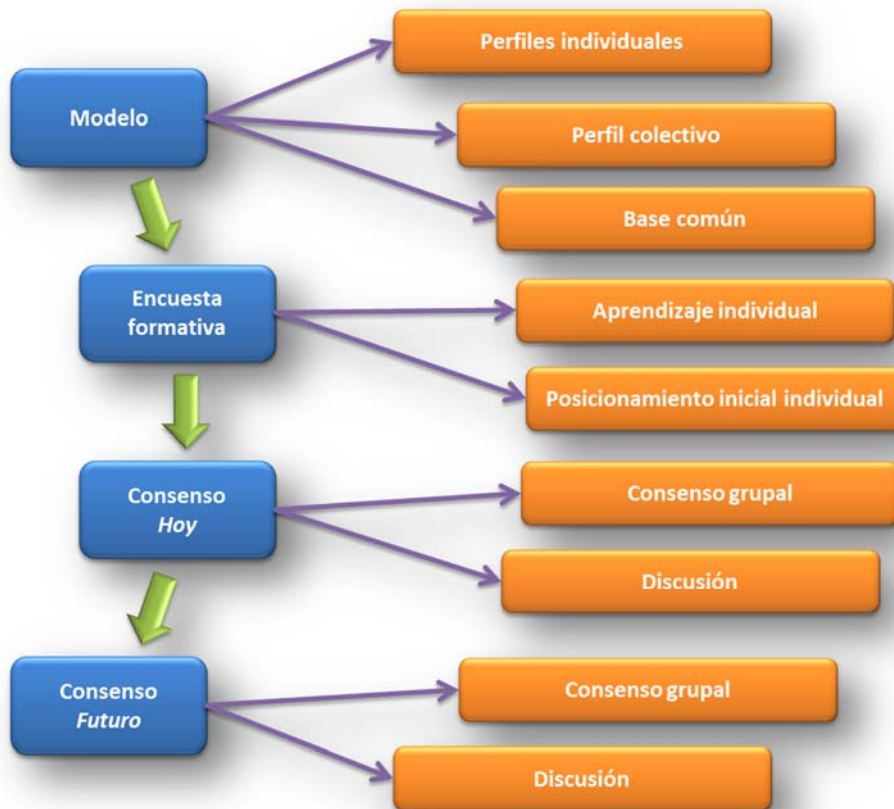 Modelo
Perfiles individuales
Perfil colectivo
Base común
Encuesta
formativa
Aprendizaje individual
Posicionamiento inicial individual
Consenso
Hoy
Consenso grupal
Discusión
Consenso
Futuro
Consenso grupal
Discusión